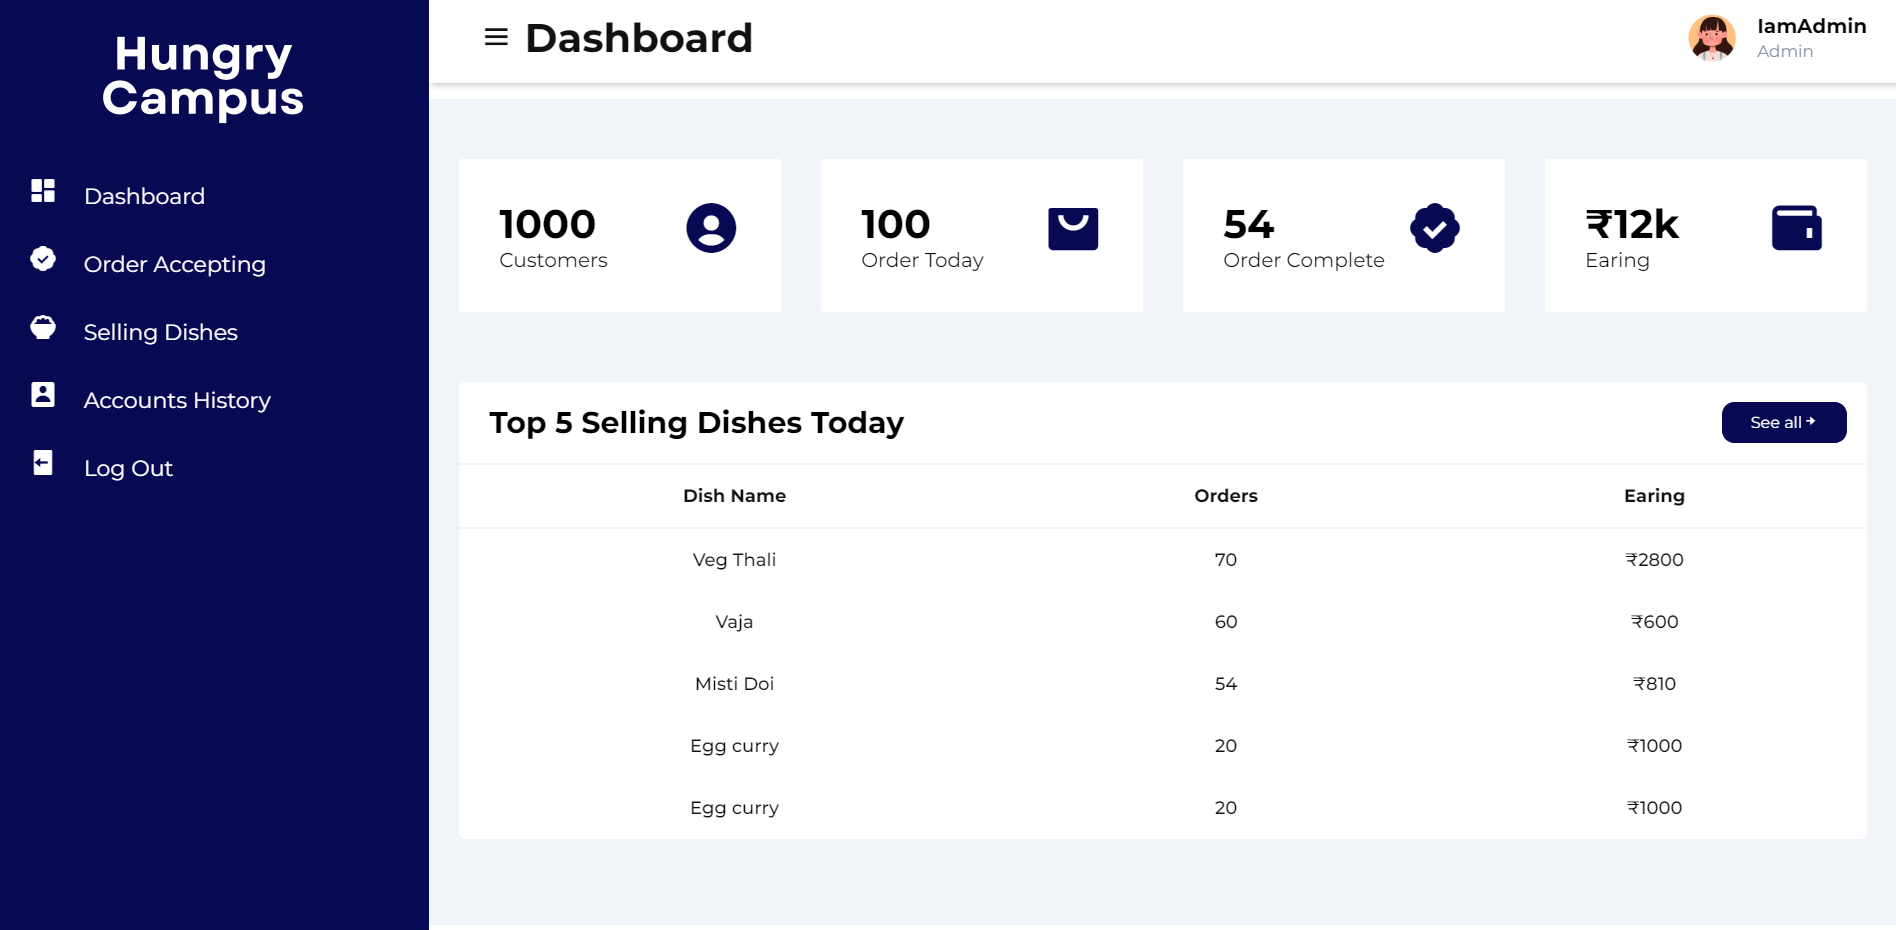 Hungry
Campus
Dashboard
Order Accepting
Selling Dishes
Accounts History
Log Out
Dashboard
IamAdmin
Admin
1000
Customers
100
Order Today
54
Order Complete
₹12k
Earing
Top 5 Selling Dishes Today
See all
Dish Name Orders Earing
Veg Thali 70 ₹2800
Vaja 60 ₹600
Misti Doi 54 ₹810
Egg curry 20 ₹1000
Egg curry 20 ₹1000